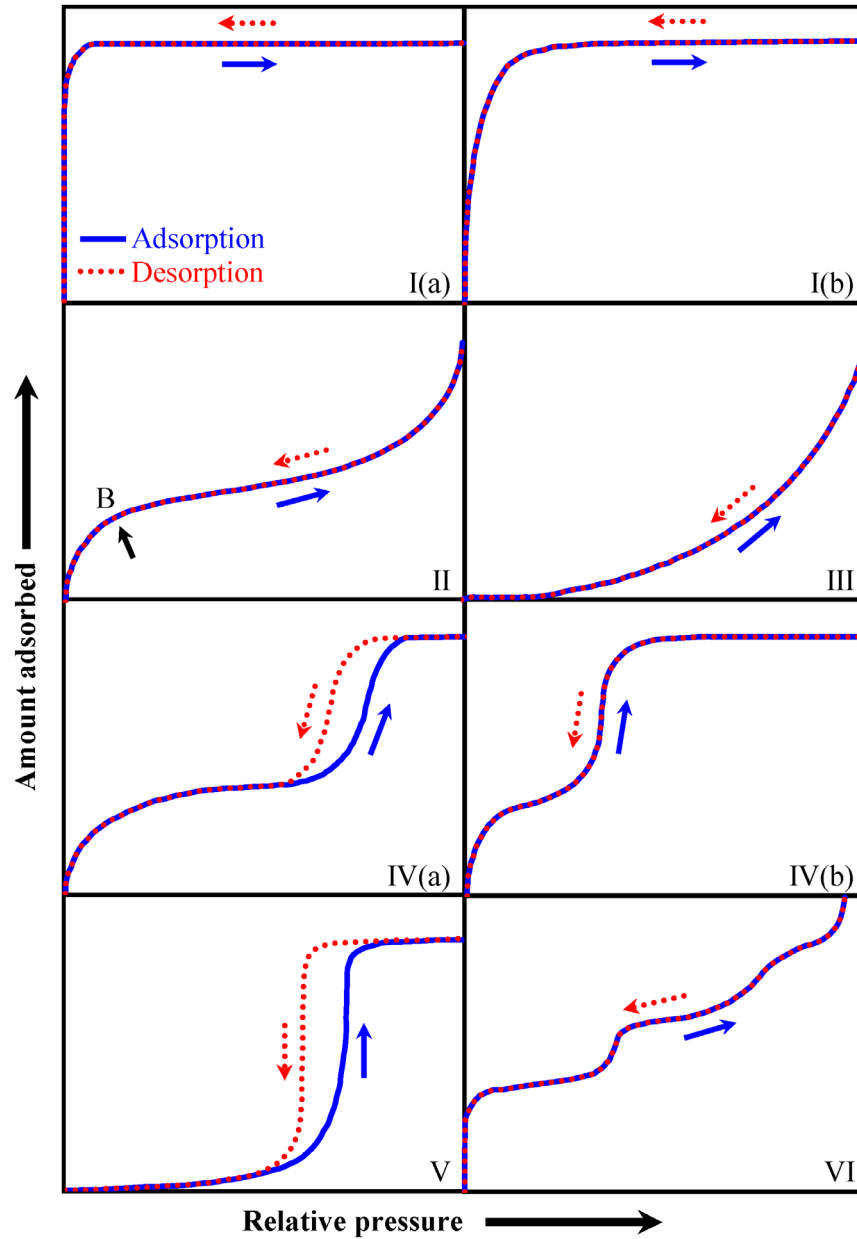 Adsorption
Desorption
I(a)
I(b)
B
II
III
IV(a)
IV(b)
V
VI
Amount adsorbed
Relative pressure